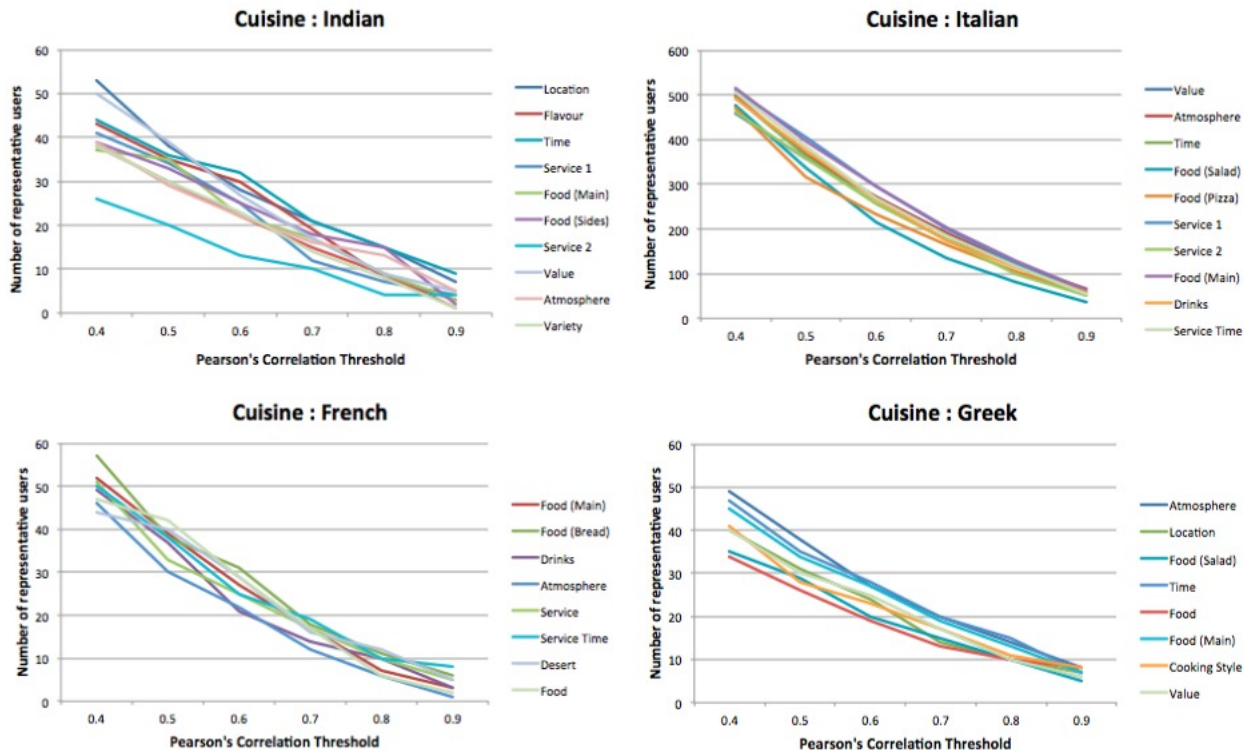 Cuisine : Indian
Number of representative users
60
50
40
30
20
10
0
0.4 0.5 0.6 0.7 0.8 0.9
Pearson's Correlation Threshold
Location
Flavour
Time
Service 1
Food (Main)
Food (Sides)
Service 2
Value
Atmosphere
Variety
Cuisine : Italian
Number of representative users
600
500
400
300
200
100
0
0.4 0.5 0.6 0.7 0.8 0.9
Pearson's Correlation Threshold
Value
Atmosphere
Time
Food (Salad)
Food (Pizza)
Service 1
Service 2
Food (Main)
Drinks
Service Time
Cuisine : French
Number of representative users
60
50
40
30
20
10
0
0.4 0.5 0.6 0.7 0.8 0.9
Pearson's Correlation Threshold
Food (Main)
Food (Bread)
Drinks
Atmosphere
Service
Service Time
Desert
Food
Cuisine : Greek
Number of representative users
60
50
40
30
20
10
0
0.4 0.5 0.6 0.7 0.8 0.9
Pearson's Correlation Threshold
Atmosphere
Location
Food (Salad)
Time
Food
Food (Main)
Cooking Style
Value